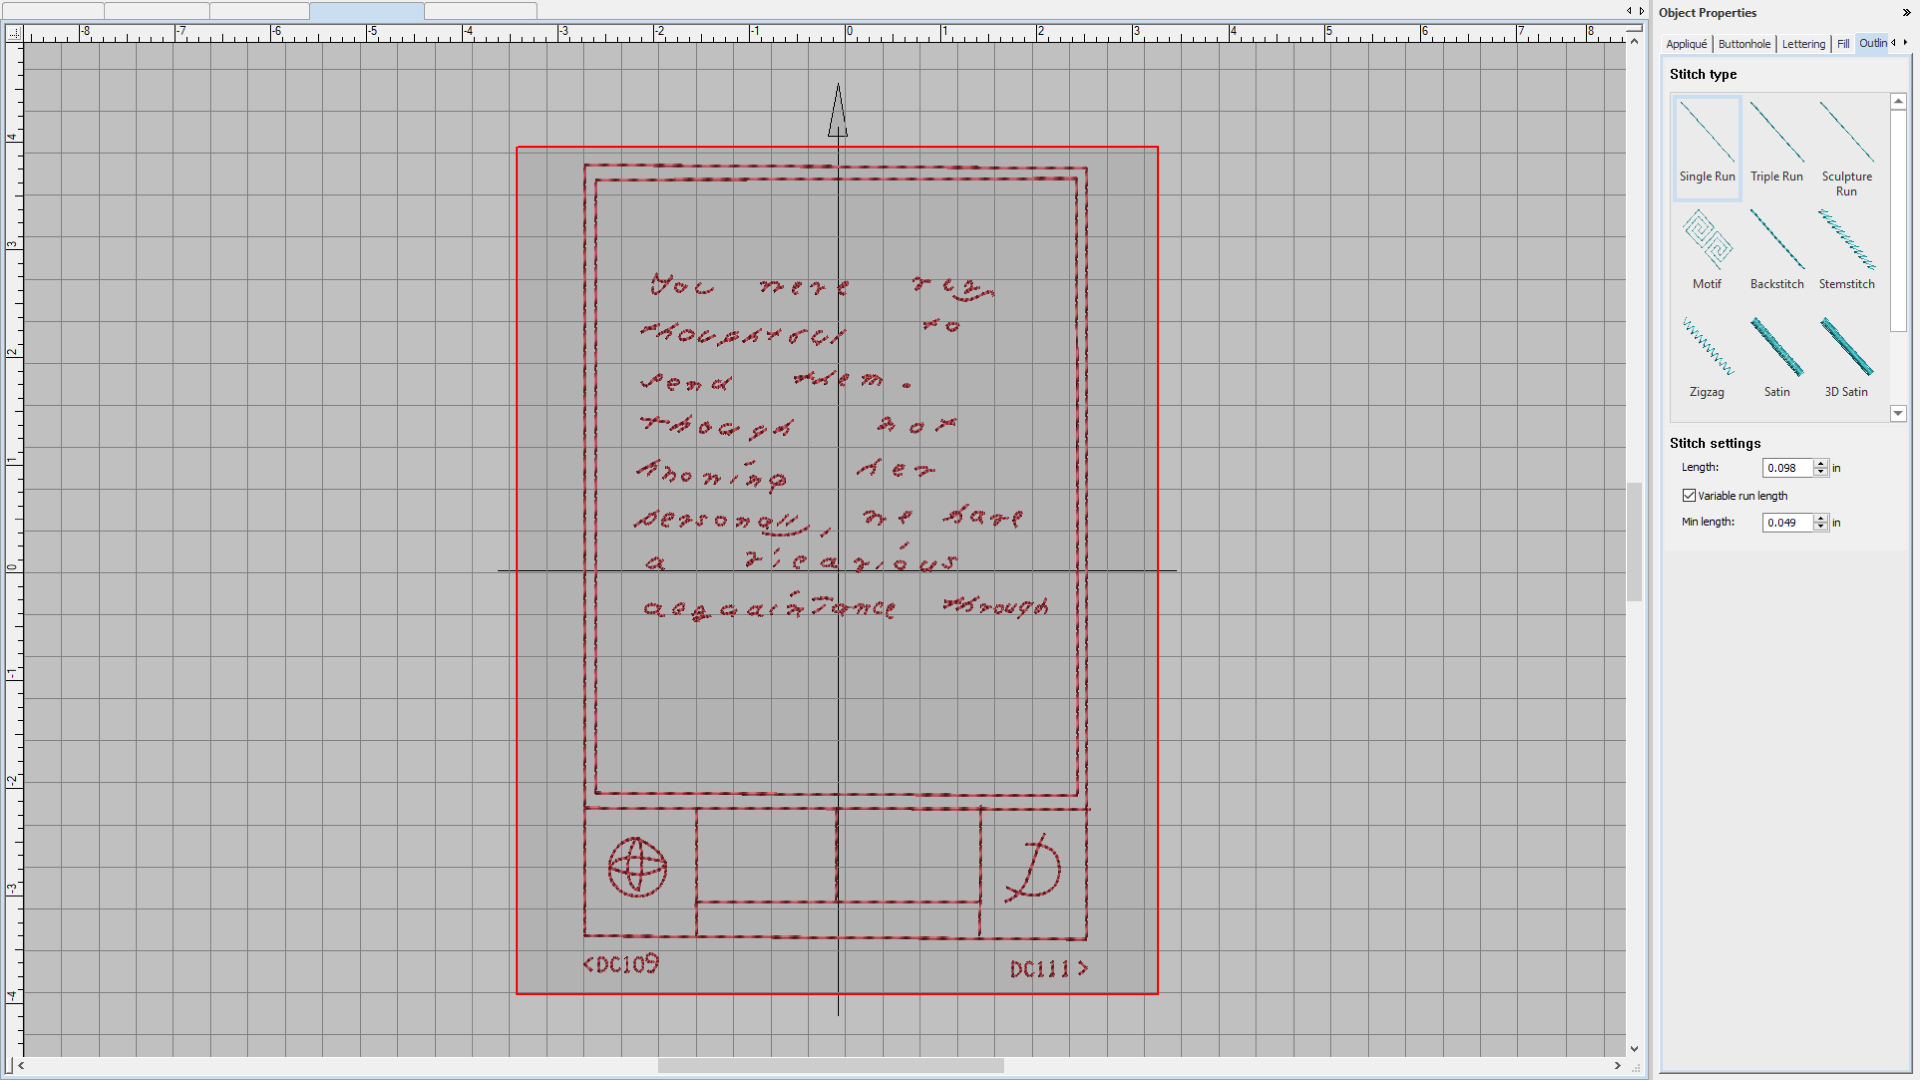 -8 -7 -6 -5 -4 -3 -2 -1 0 1 2 3 4 5 6 7 8
4
3
2
1
0
-1
-2
-3
-4
You were very
thoughtful to
send them.
Though not
knowing her
personally, we have
a vicarious
acquaintance through
D
<DC109
DC111 >
Object Properties
Appliqué Buttonhole Lettering Fill Outlin
Stitch type
Single Run Triple Run Sculpture Run
Motif Backstitch Stemstitch
Zigzag Satin 3D Satin
Stitch settings
Length: 0.098 in
Variable run length
Min length: 0.049 in